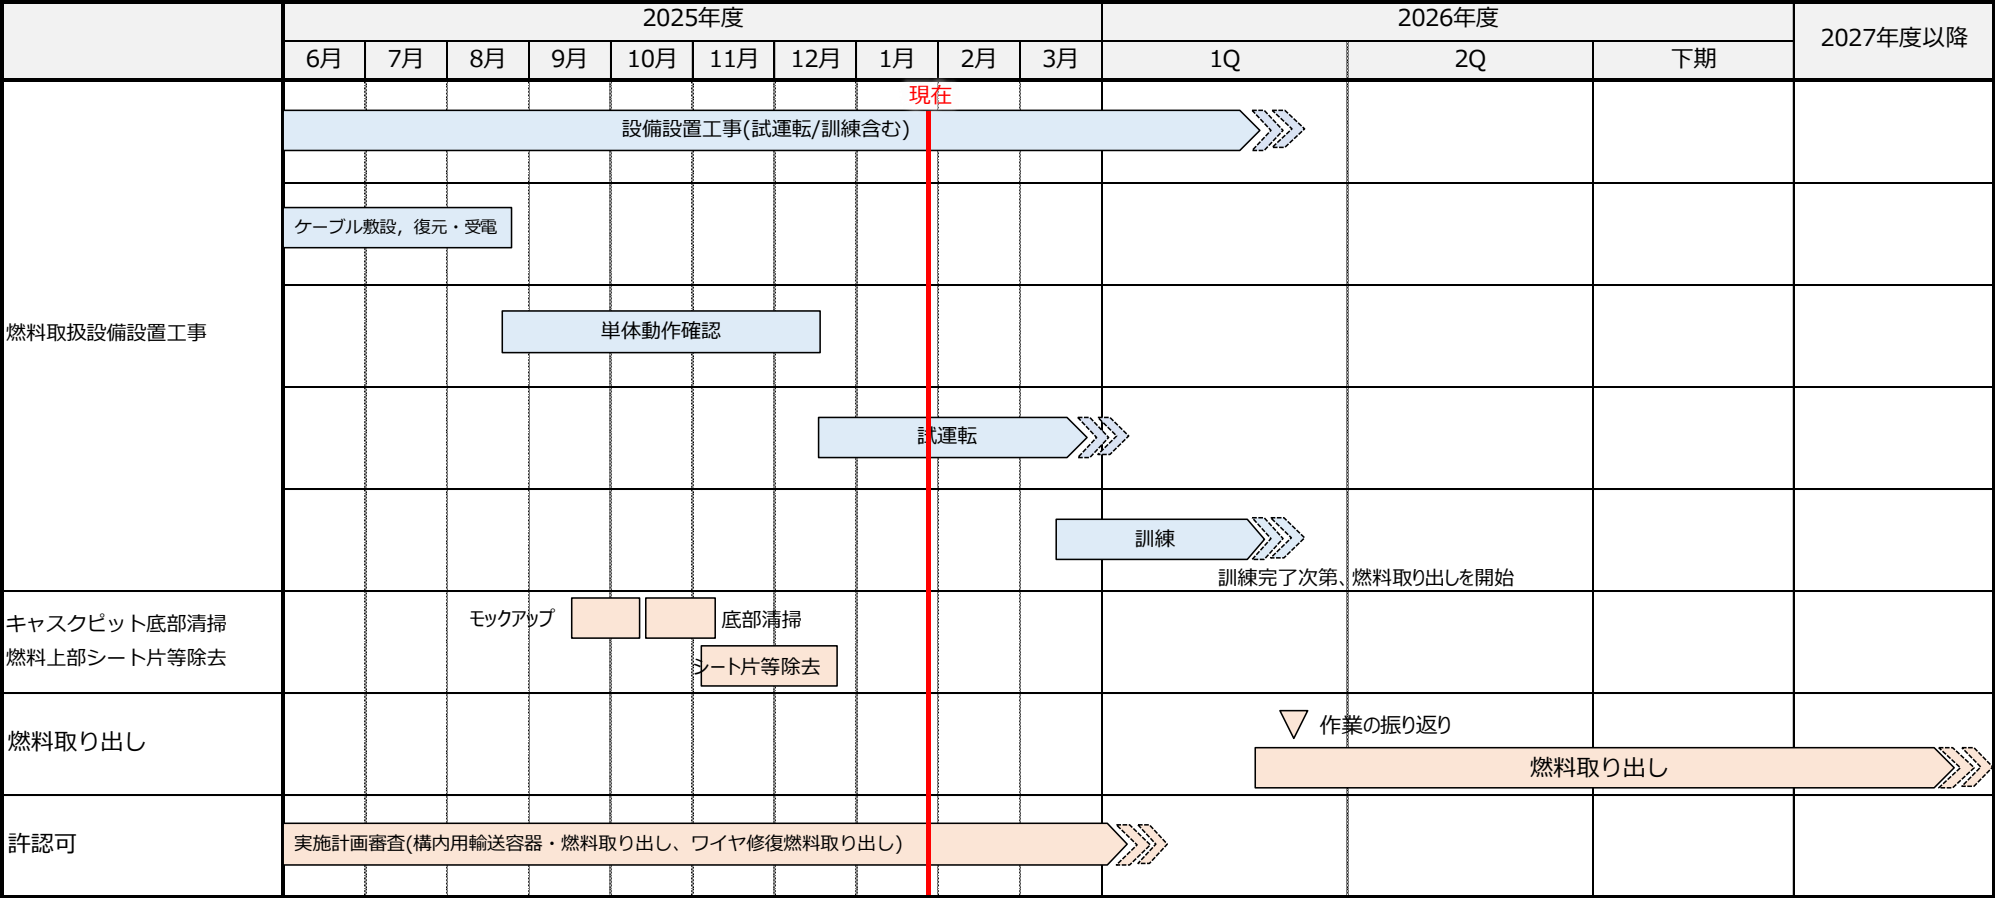 2025年度
2026年度
2027年度以降
6月
7月
8月
9月
10月
11月
12月
1月
2月
3月
1Q
2Q
下期
現在
設備設置工事(試運転/訓練含む)
ケーブル敷設，復元・受電
燃料取扱設備設置工事
単体動作確認
試運転
訓練
訓練完了次第、燃料取り出しを開始
キャスクピット底部清掃
燃料上部シート片等除去
モックアップ
底部清掃
シート片等除去
燃料取り出し
作業の振り返り
燃料取り出し
許認可
実施計画審査(構内用輸送容器・燃料取り出し、ワイヤ修復燃料取り出し)